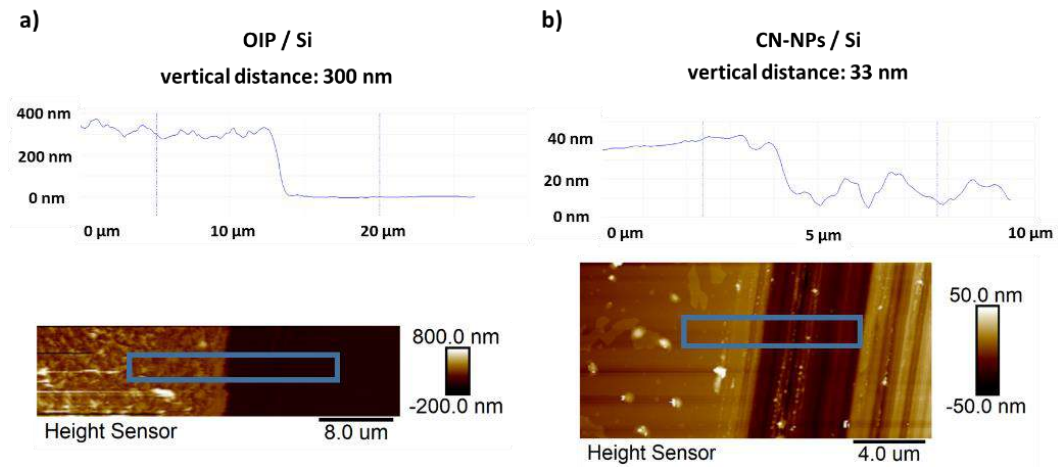 a)
OIP / Si
vertical distance: 300 nm
400 nm
200 nm
0 nm
0 µm
10 µm
20 µm
800.0 nm
-200.0 nm
Height Sensor
8.0 um
b)
CN-NPs / Si
vertical distance: 33 nm
40 nm
20 nm
0 nm
0 µm
5 µm
10 µm
50.0 nm
-50.0 nm
Height Sensor
4.0 um